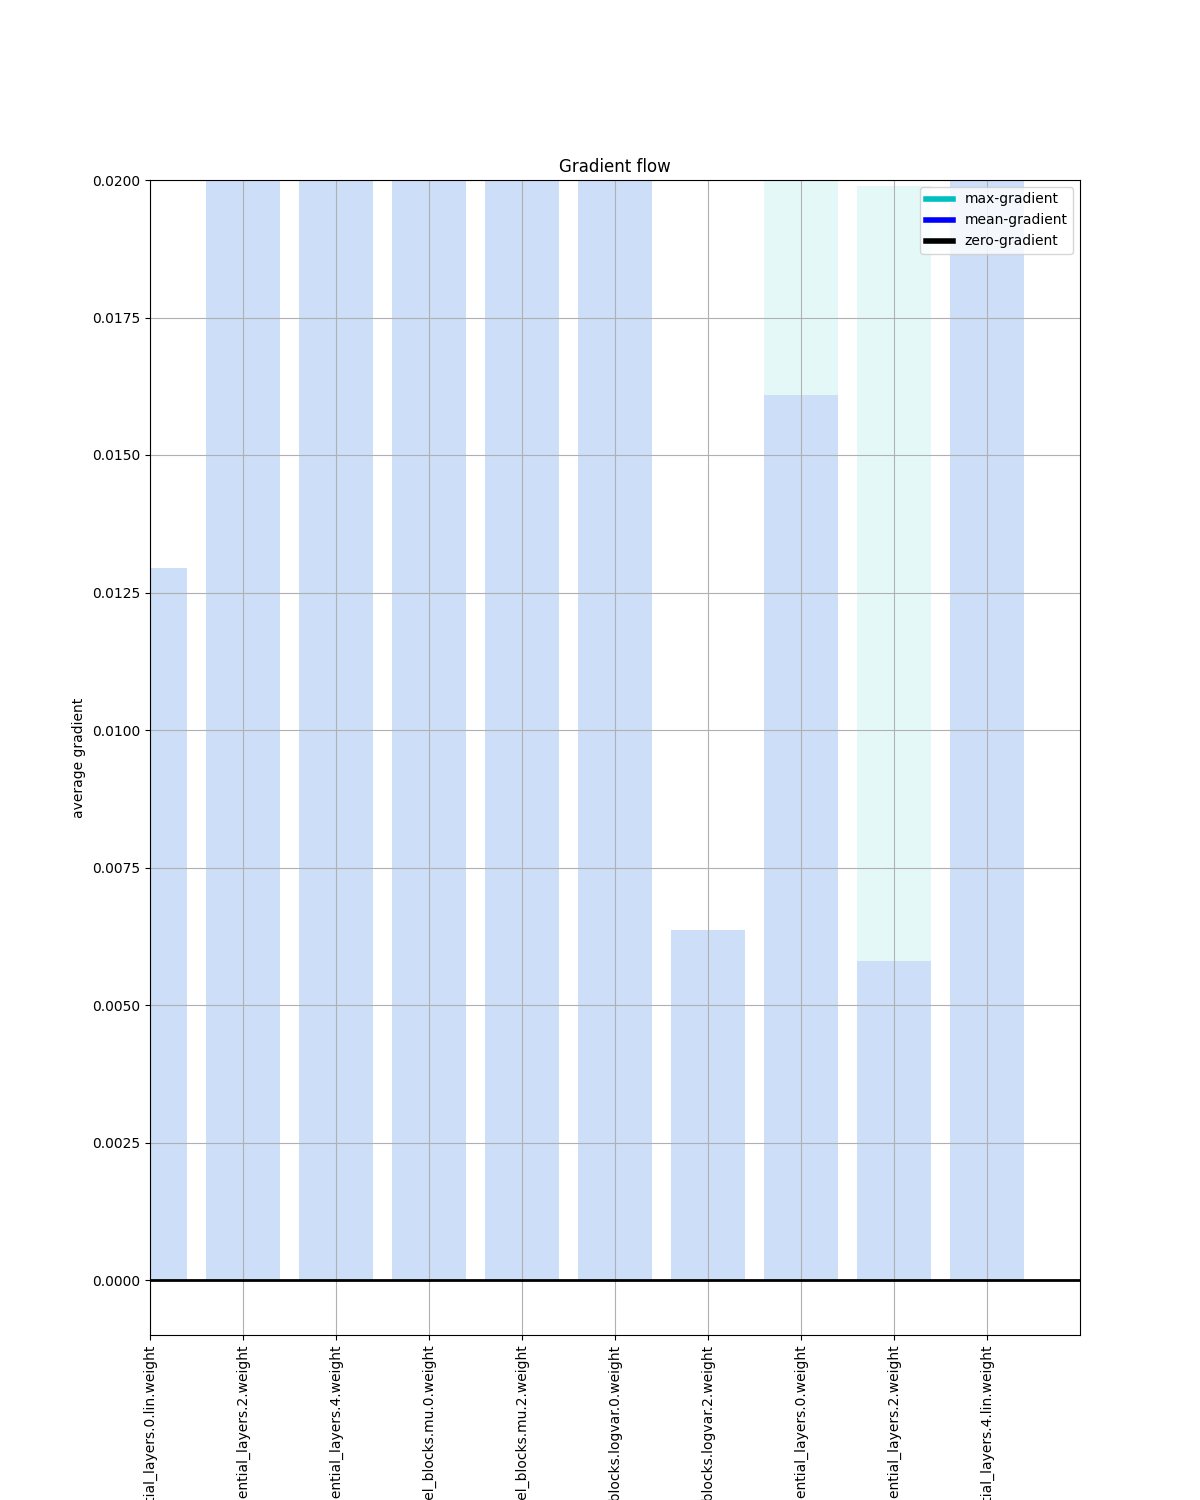 Gradient flow
0.0200
0.0175
0.0150
0.0125
0.0100
0.0075
0.0050
0.0025
0.0000
average gradient
max-gradient
mean-gradient
zero-gradient
tial_layers.0.lin.weight
ential_layers.2.weight
ential_layers.4.weight
el_blocks.mu.0.weight
el_blocks.mu.2.weight
blocks.logvar.0.weight
blocks.logvar.2.weight
ential_layers.0.weight
ential_layers.2.weight
tial_layers.4.lin.weight